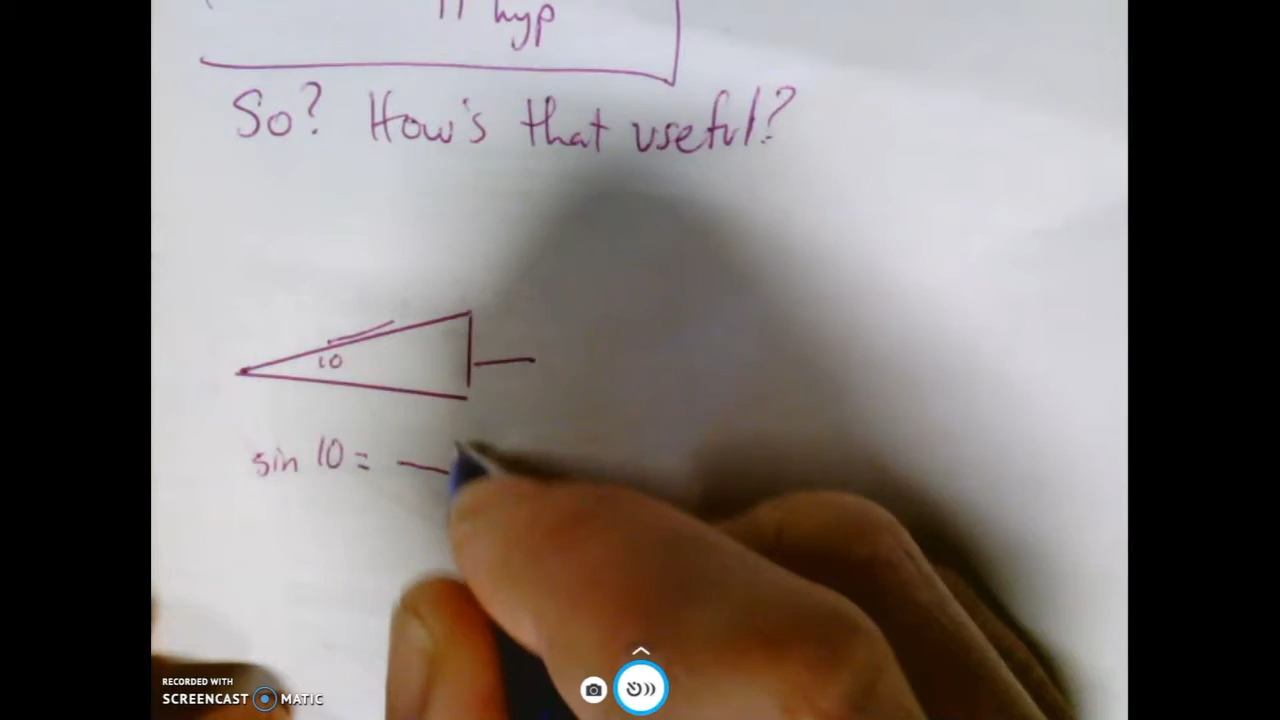 hyp
So? How's that useful?
10
sin 10 =
RECORDED WITH
SCREENCAST MATIC